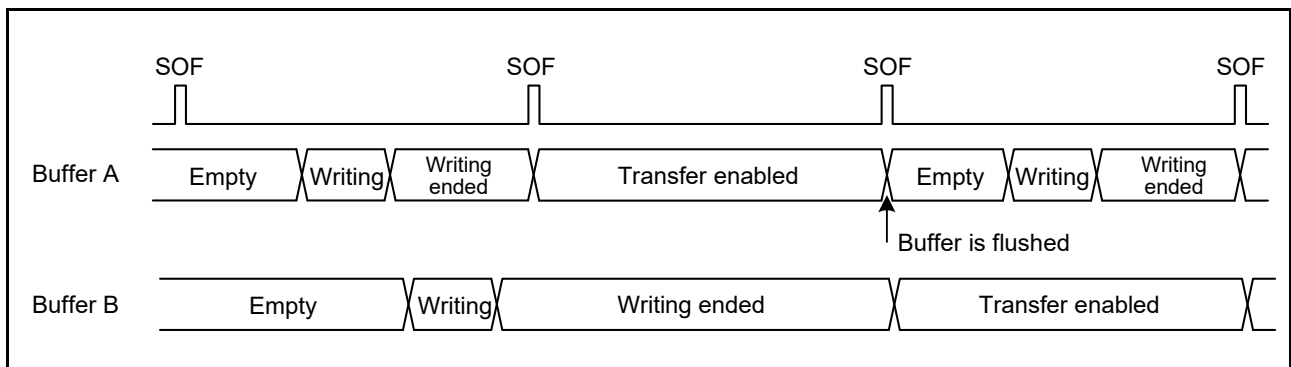 SOF SOF SOF SOF
Buffer A Empty Writing Writing ended Transfer enabled Empty Writing Writing ended
Buffer is flushed
Buffer B Empty Writing Writing ended Transfer enabled